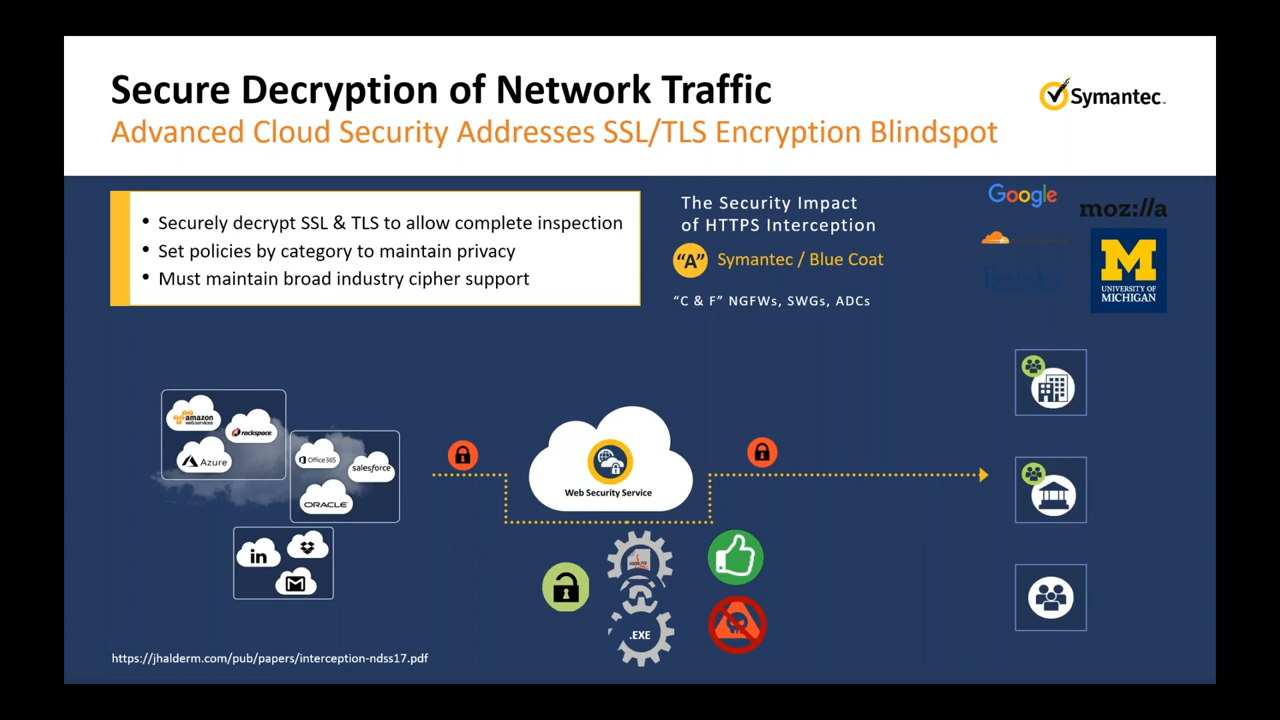 Secure Decryption of Network Traffic
Advanced Cloud Security Addresses SSL/TLS Encryption Blindspot
Symantec™
• Securely decrypt SSL & TLS to allow complete inspection
• Set policies by category to maintain privacy
• Must maintain broad industry cipher support
The Security Impact
of HTTPS Interception
“A” Symantec / Blue Coat
“C & F” NGFWs, SWGs, ADCs
Google
moz://a
M
UNIVERSITY OF
MICHIGAN
amazon
web services
rackspace.
Azure
Office 365
salesforce
ORACLE
in
M
Web Security Service
.EXE
https://jhalderm.com/pub/papers/interception-ndss17.pdf